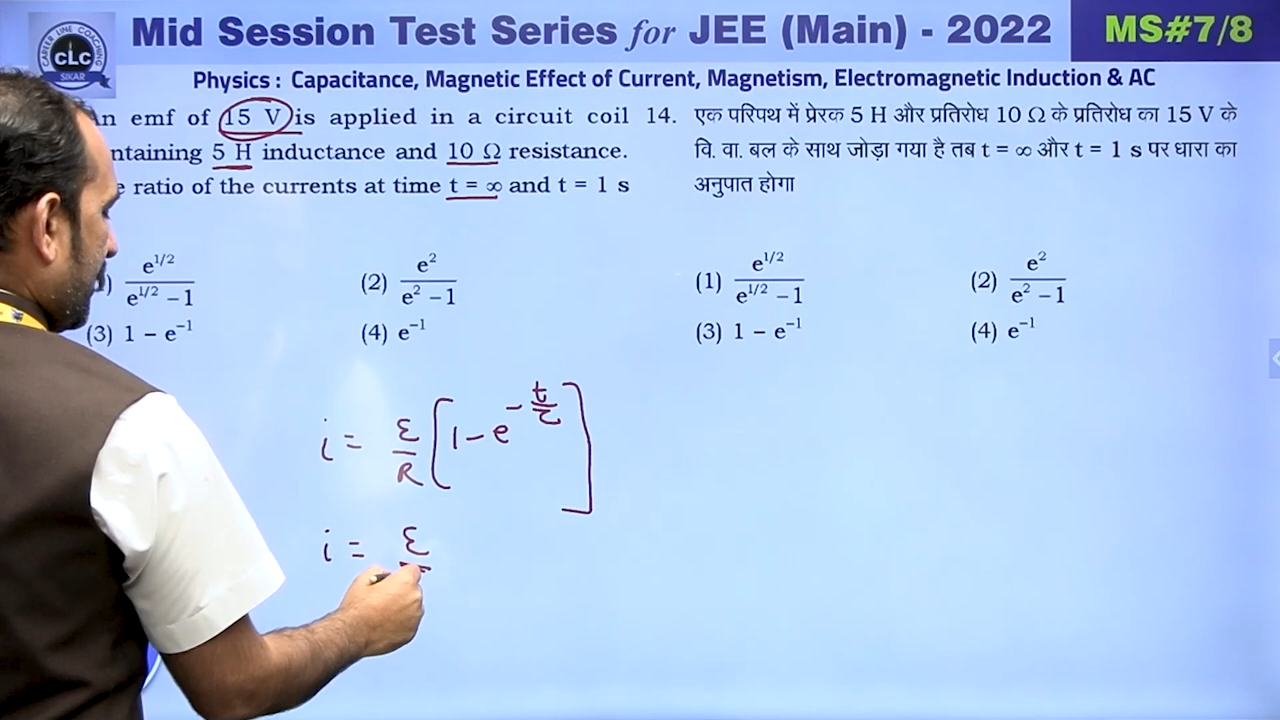 CAREER LINE COACHING
CLC
SIKAR
Mid Session Test Series for JEE (Main) - 2022
MS#7/8
Physics : Capacitance, Magnetic Effect of Current, Magnetism, Electromagnetic Induction & AC
An emf of 15 V is applied in a circuit coil
5 H inductance and 10 Ω resistance.
ratio of the currents at time t = ∞ and t = 1 s
e^{1/2} / (e^{1/2} – 1)
(2) e^2 / (e^2 – 1)
(3) 1 – e^{–1}
(4) e^{–1}
14. एक परिपथ में प्रेरक 5 H और प्रतिरोध 10 Ω के प्रतिरोध का 15 V के
वि. वा. बल के साथ जोड़ा गया है तब t = ∞ और t = 1 s पर धारा का
अनुपात होगा
(1) e^{1/2} / (e^{1/2} – 1)
(2) e^2 / (e^2 – 1)
(3) 1 – e^{–1}
(4) e^{–1}
i = ε/R [1 – e^{–t/τ}]
i = ε